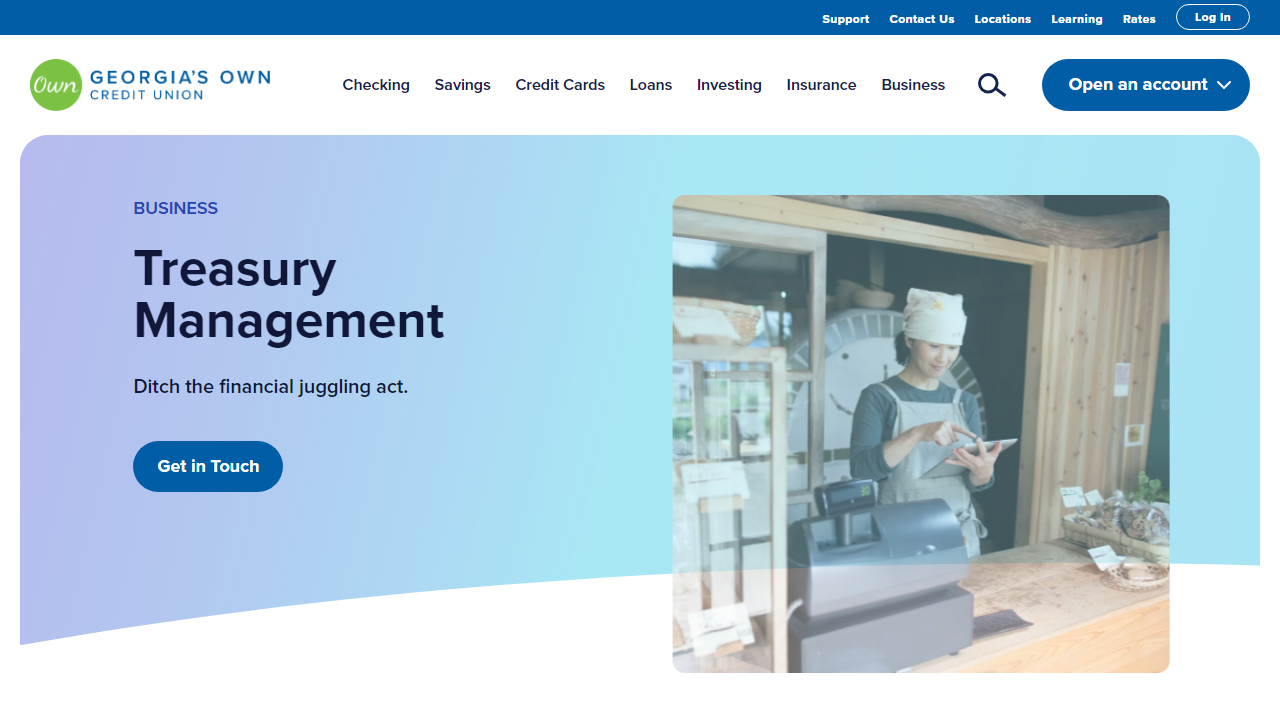 Support Contact Us Locations Learning Rates Log In
Own GEORGIA'S OWN
CREDIT UNION
Checking Savings Credit Cards Loans Investing Insurance Business Open an account
BUSINESS
Treasury
Management
Ditch the financial juggling act.
Get in Touch